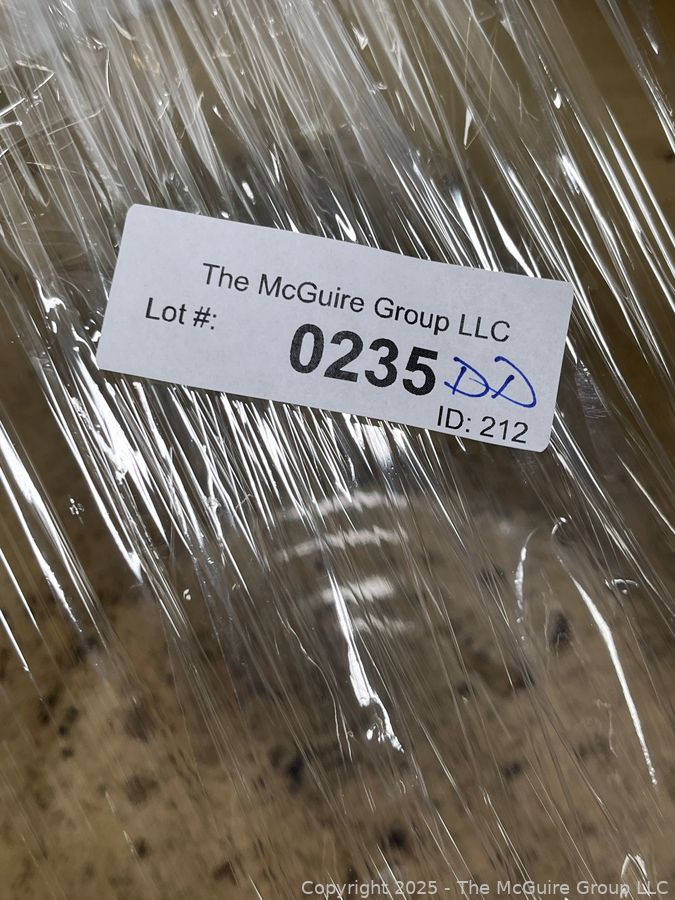 The McGuire Group LLC
Lot #:
0235 DD
ID: 212
Copyright 2025 - The McGuire Group LLC